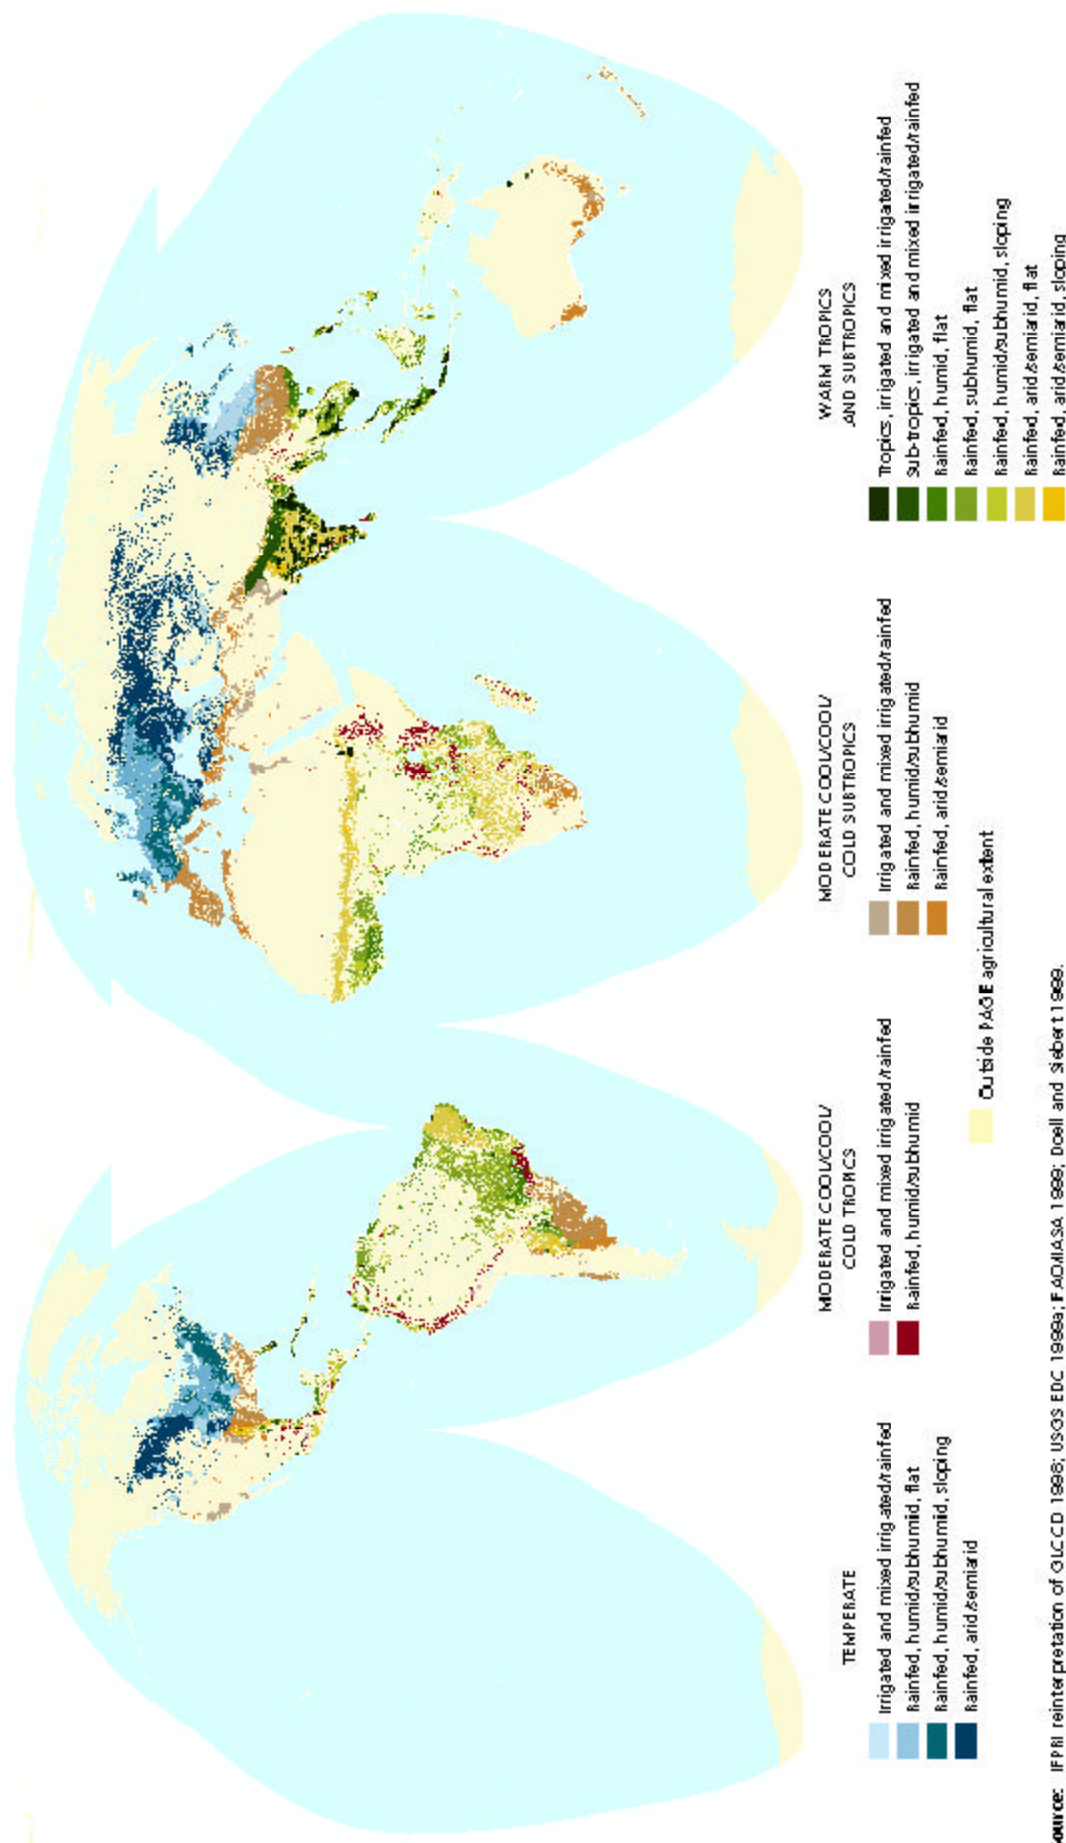 TEMPERATE
Irrigated and mixed irrigated/rainfed
Rainfed, humid/subhumid, flat
Rainfed, humid/subhumid, sloping
Rainfed, arid/semiarid
MODERATE COOL/COOL/
COLD TROPICS
Irrigated and mixed irrigated/rainfed
Rainfed, humid/subhumid
MODERATE COOL/COOL/
COLD SUBTROPICS
Irrigated and mixed irrigated/rainfed
Rainfed, humid/subhumid
Rainfed, arid/semiarid
WARM TROPICS
AND SUBTROPICS
Tropics, irrigated and mixed irrigated/rainfed
Sub-tropics, irrigated and mixed irrigated/rainfed
Rainfed, humid, flat
Rainfed, subhumid, flat
Rainfed, humid/subhumid, sloping
Rainfed, arid/semiarid, flat
Rainfed, arid/semiarid, sloping
Outside PAGE agricultural extent
Source: IFPRI reinterpretation of GLCCD 1998; USGS EDC 1999a; FAO/IIASA 1999; Doell and Siebert 1999.